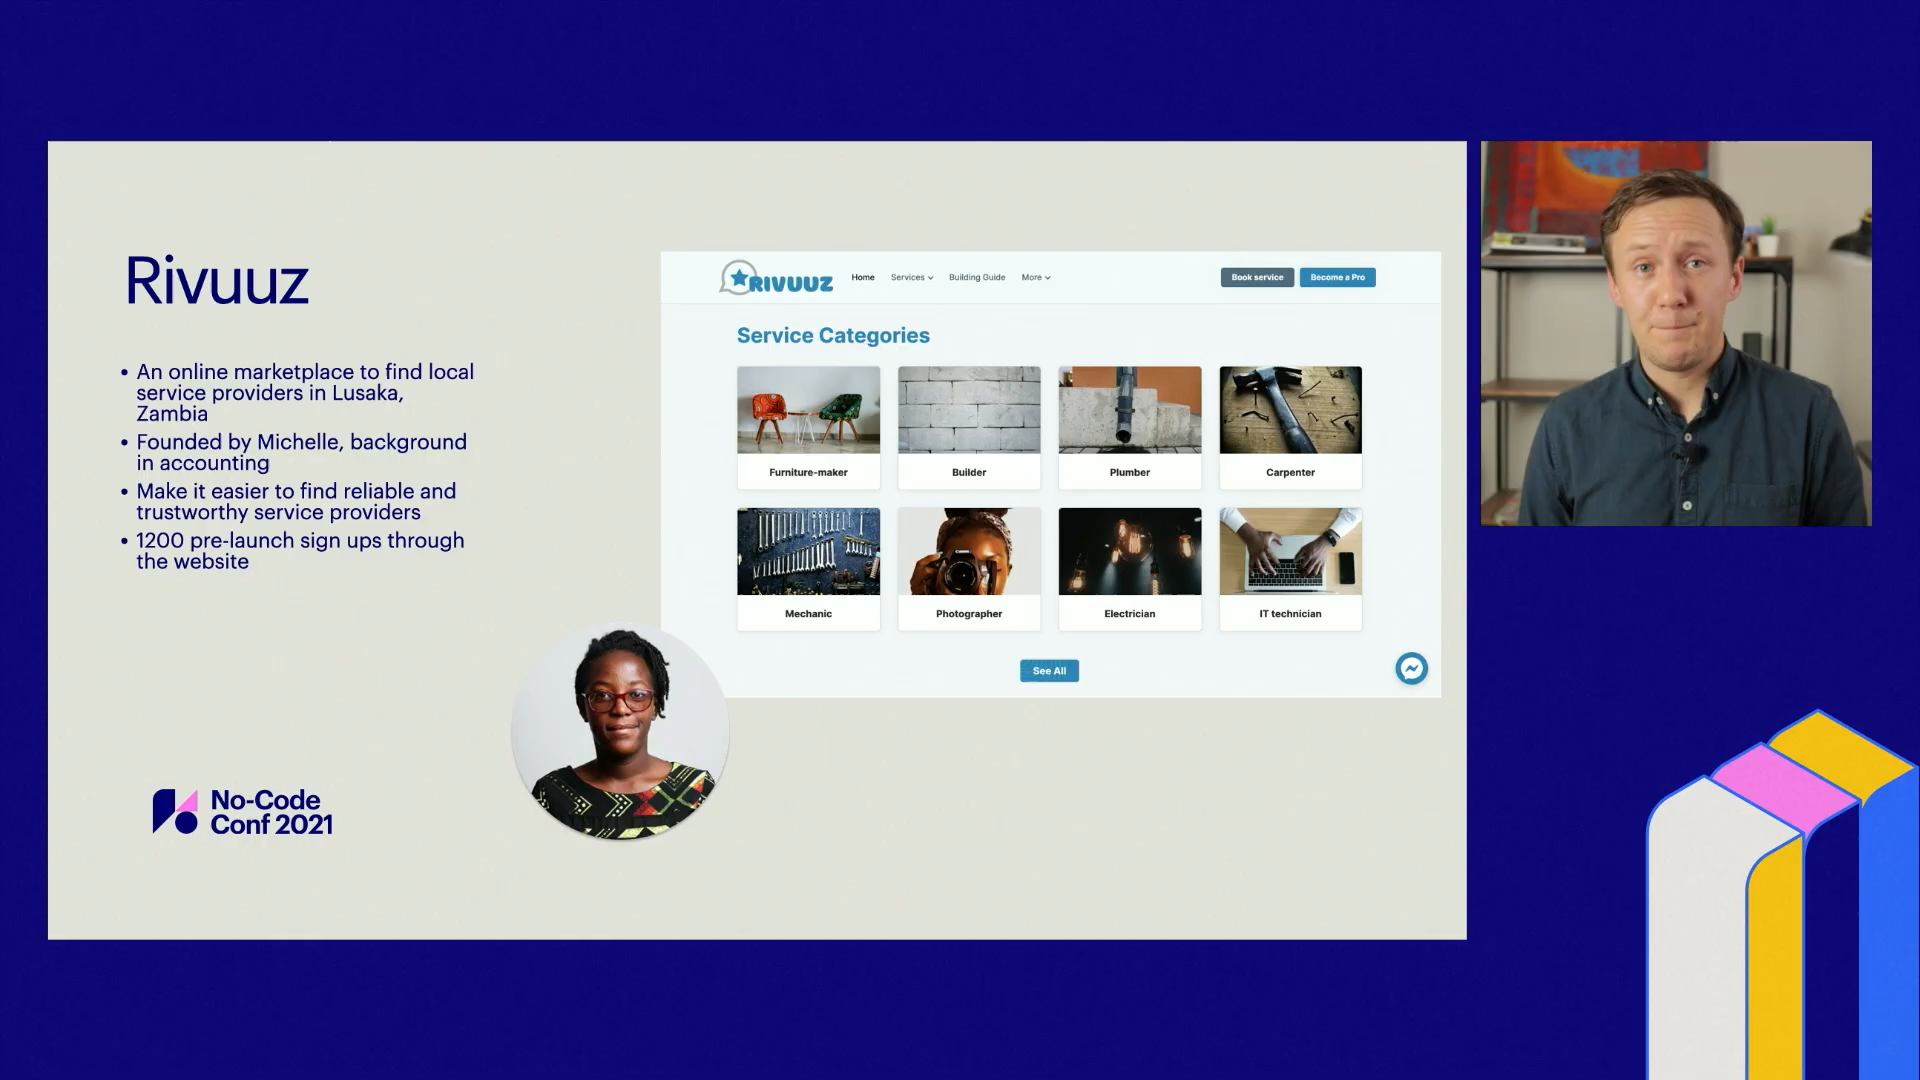 Rivuuz
• An online marketplace to find local
service providers in Lusaka,
Zambia
• Founded by Michelle, background
in accounting
• Make it easier to find reliable and
trustworthy service providers
• 1200 pre-launch sign ups through
the website
No-Code
Conf 2021
RIVUUZ
Home Services Building Guide More Book service Become a Pro
Service Categories
Furniture-maker Builder Plumber Carpenter
Mechanic Photographer Electrician IT technician
See All